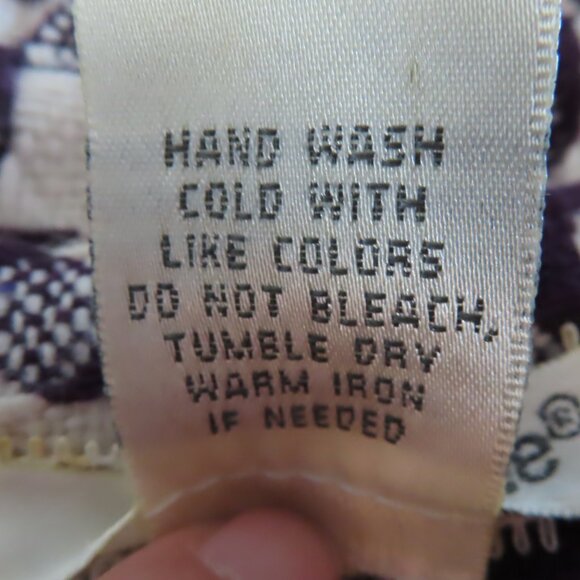 HAND WASH
COLD WITH
LIKE COLORS
DO NOT BLEACH,
TUMBLE DRY
WARM IRON
IF NEEDED